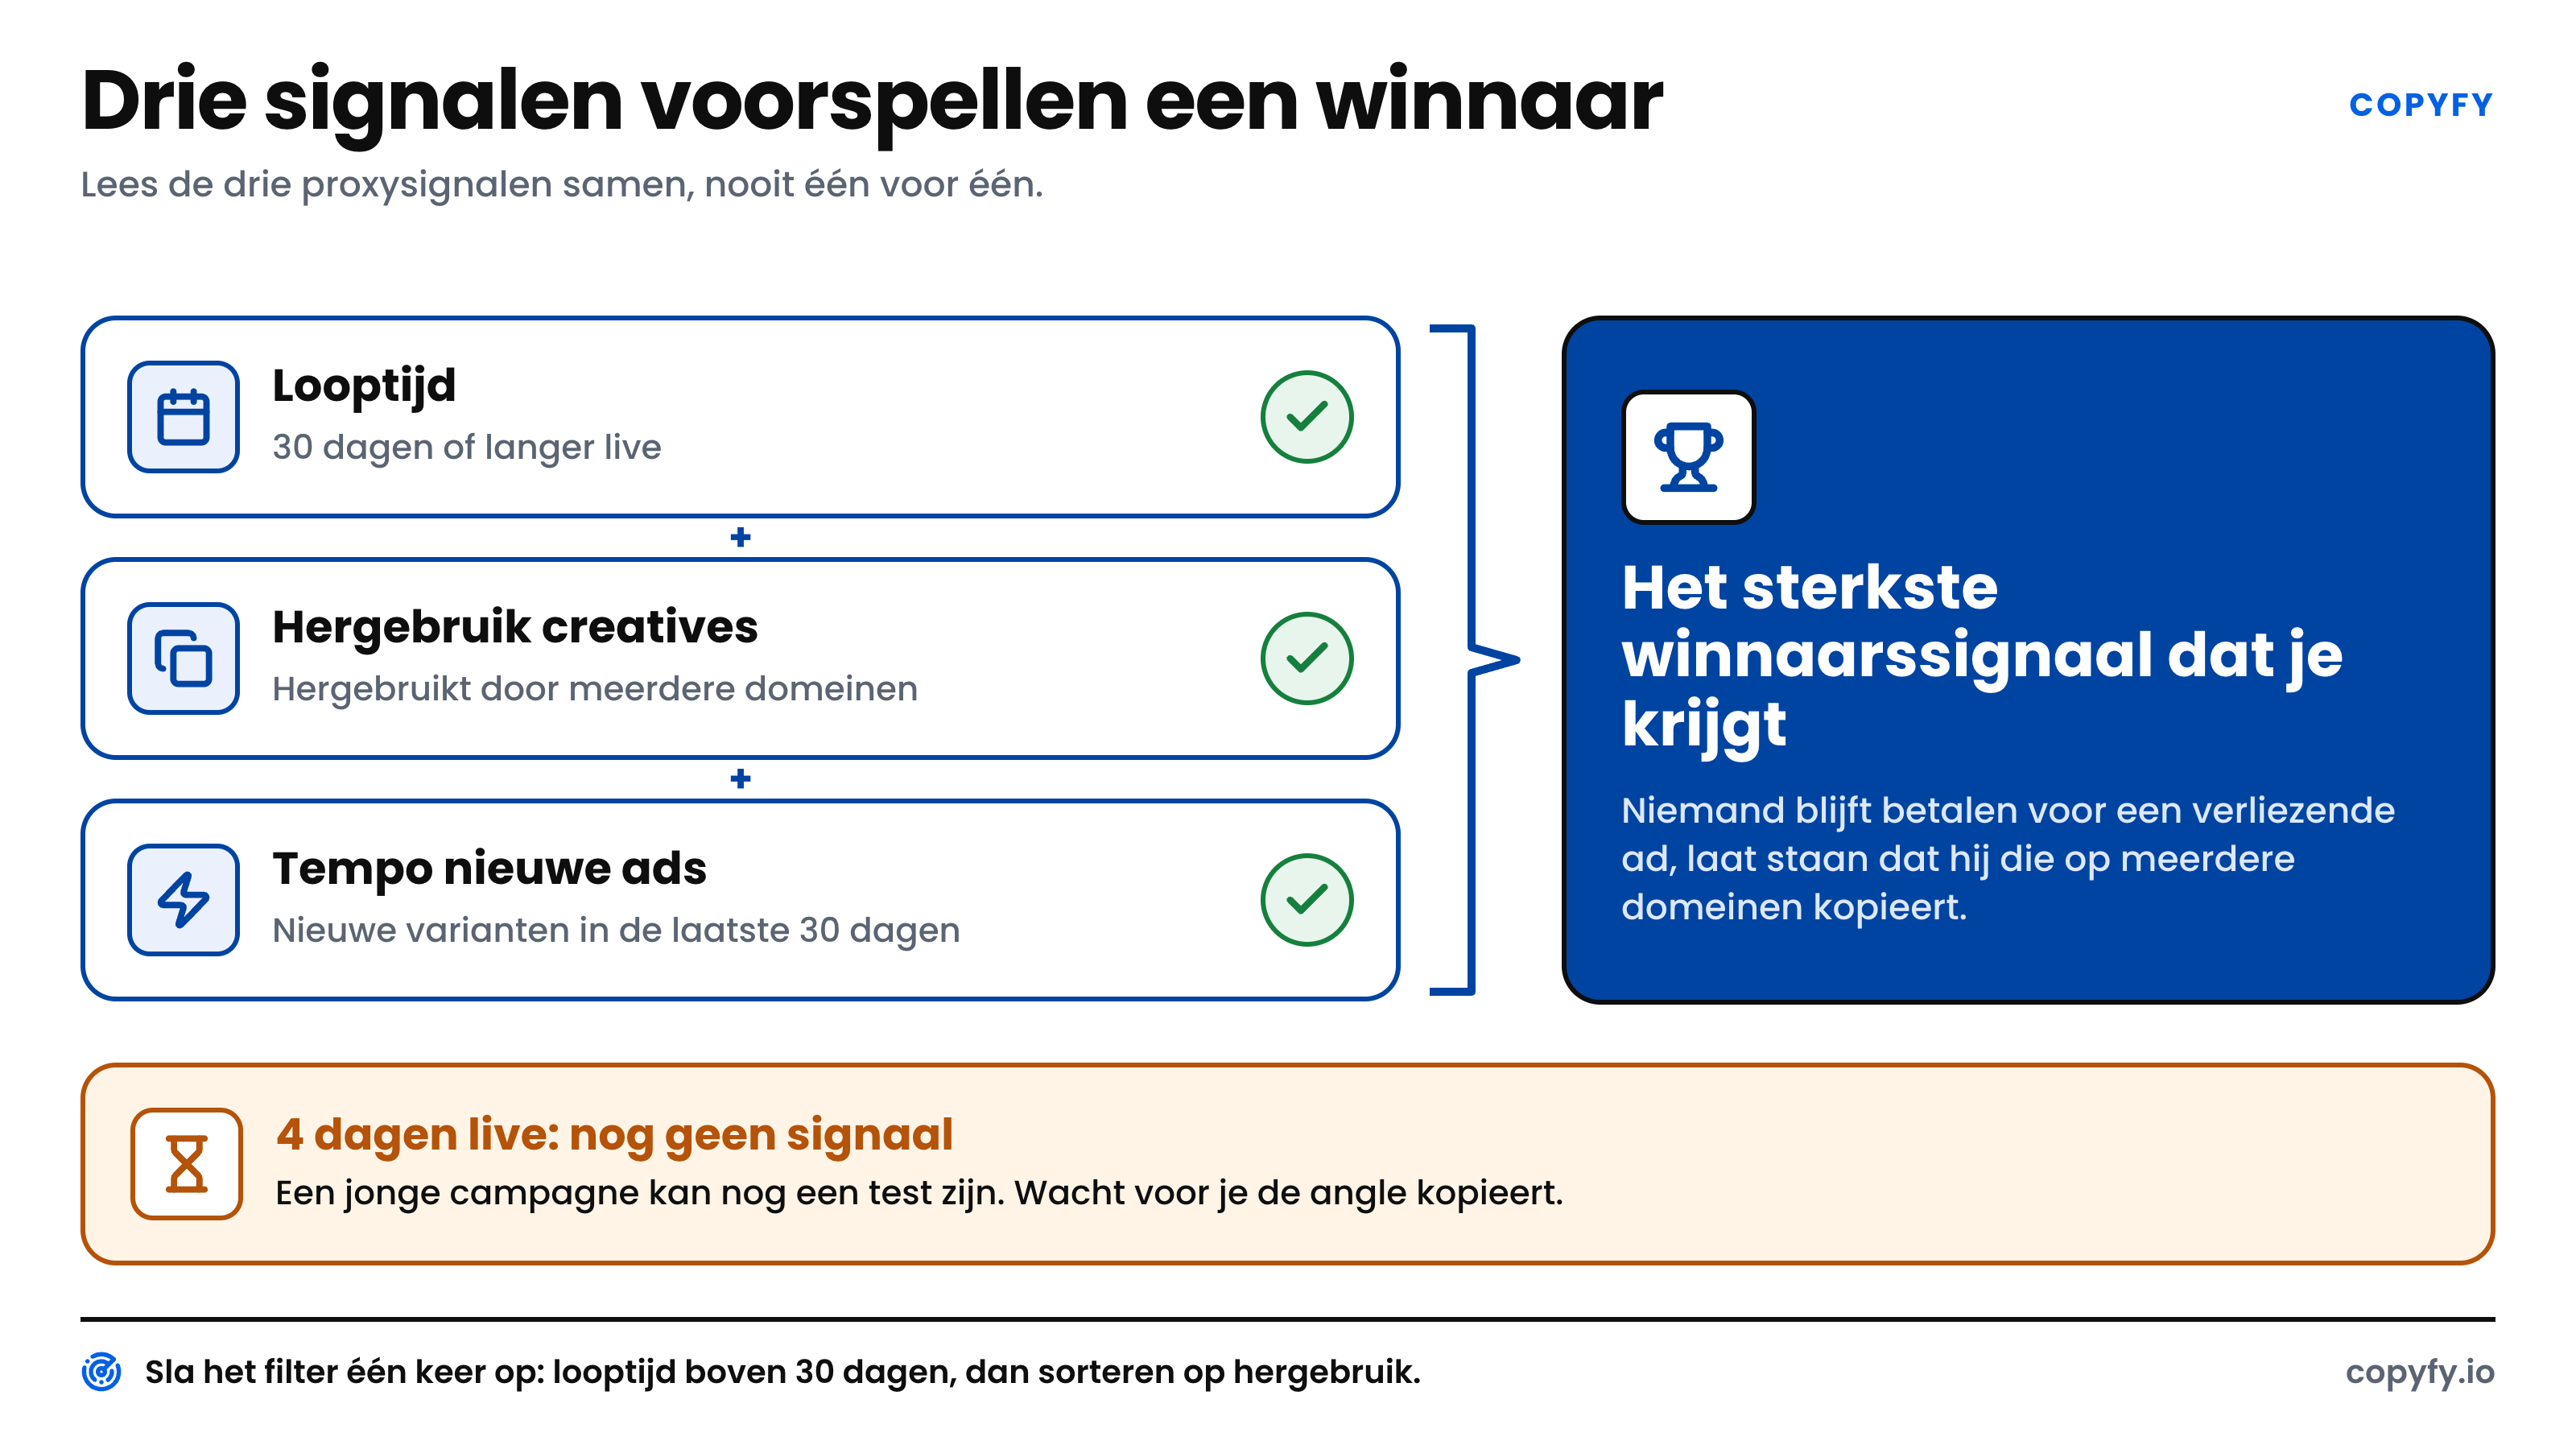 Drie signalen voorspellen een winnaar
COPYFY
Lees de drie proxysignalen samen, nooit één voor één.
Looptijd
30 dagen of langer live
+
Hergebruik creatives
Hergebruikt door meerdere domeinen
+
Tempo nieuwe ads
Nieuwe varianten in de laatste 30 dagen
Het sterkste
winnaarssignaal dat je
krijgt
Niemand blijft betalen voor een verliezende
ad, laat staan dat hij die op meerdere
domeinen kopieert.
4 dagen live: nog geen signaal
Een jonge campagne kan nog een test zijn. Wacht voor je de angle kopieert.
Sla het filter één keer op: looptijd boven 30 dagen, dan sorteren op hergebruik.
copyfy.io